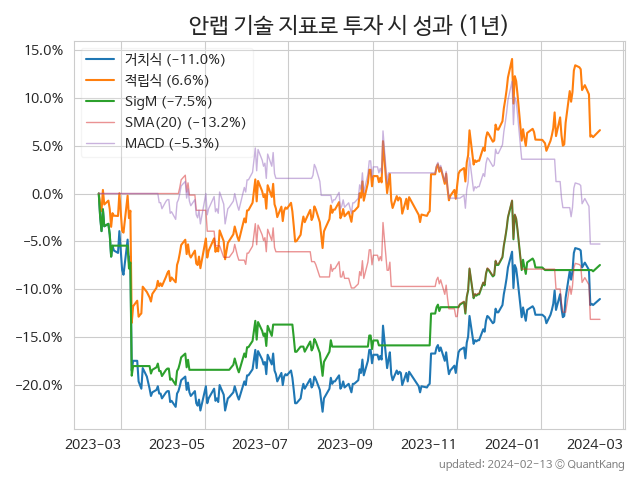 안랩 기술 지표로 투자 시 성과 (1년)
15.0%
10.0%
5.0%
0.0%
−5.0%
−10.0%
−15.0%
−20.0%
거치식 (−11.0%)
적립식 (6.6%)
SigM (−7.5%)
SMA(20) (−13.2%)
MACD (−5.3%)
2023-03 2023-05 2023-07 2023-09 2023-11 2024-01 2024-03
updated: 2024-02-13 © QuantKang